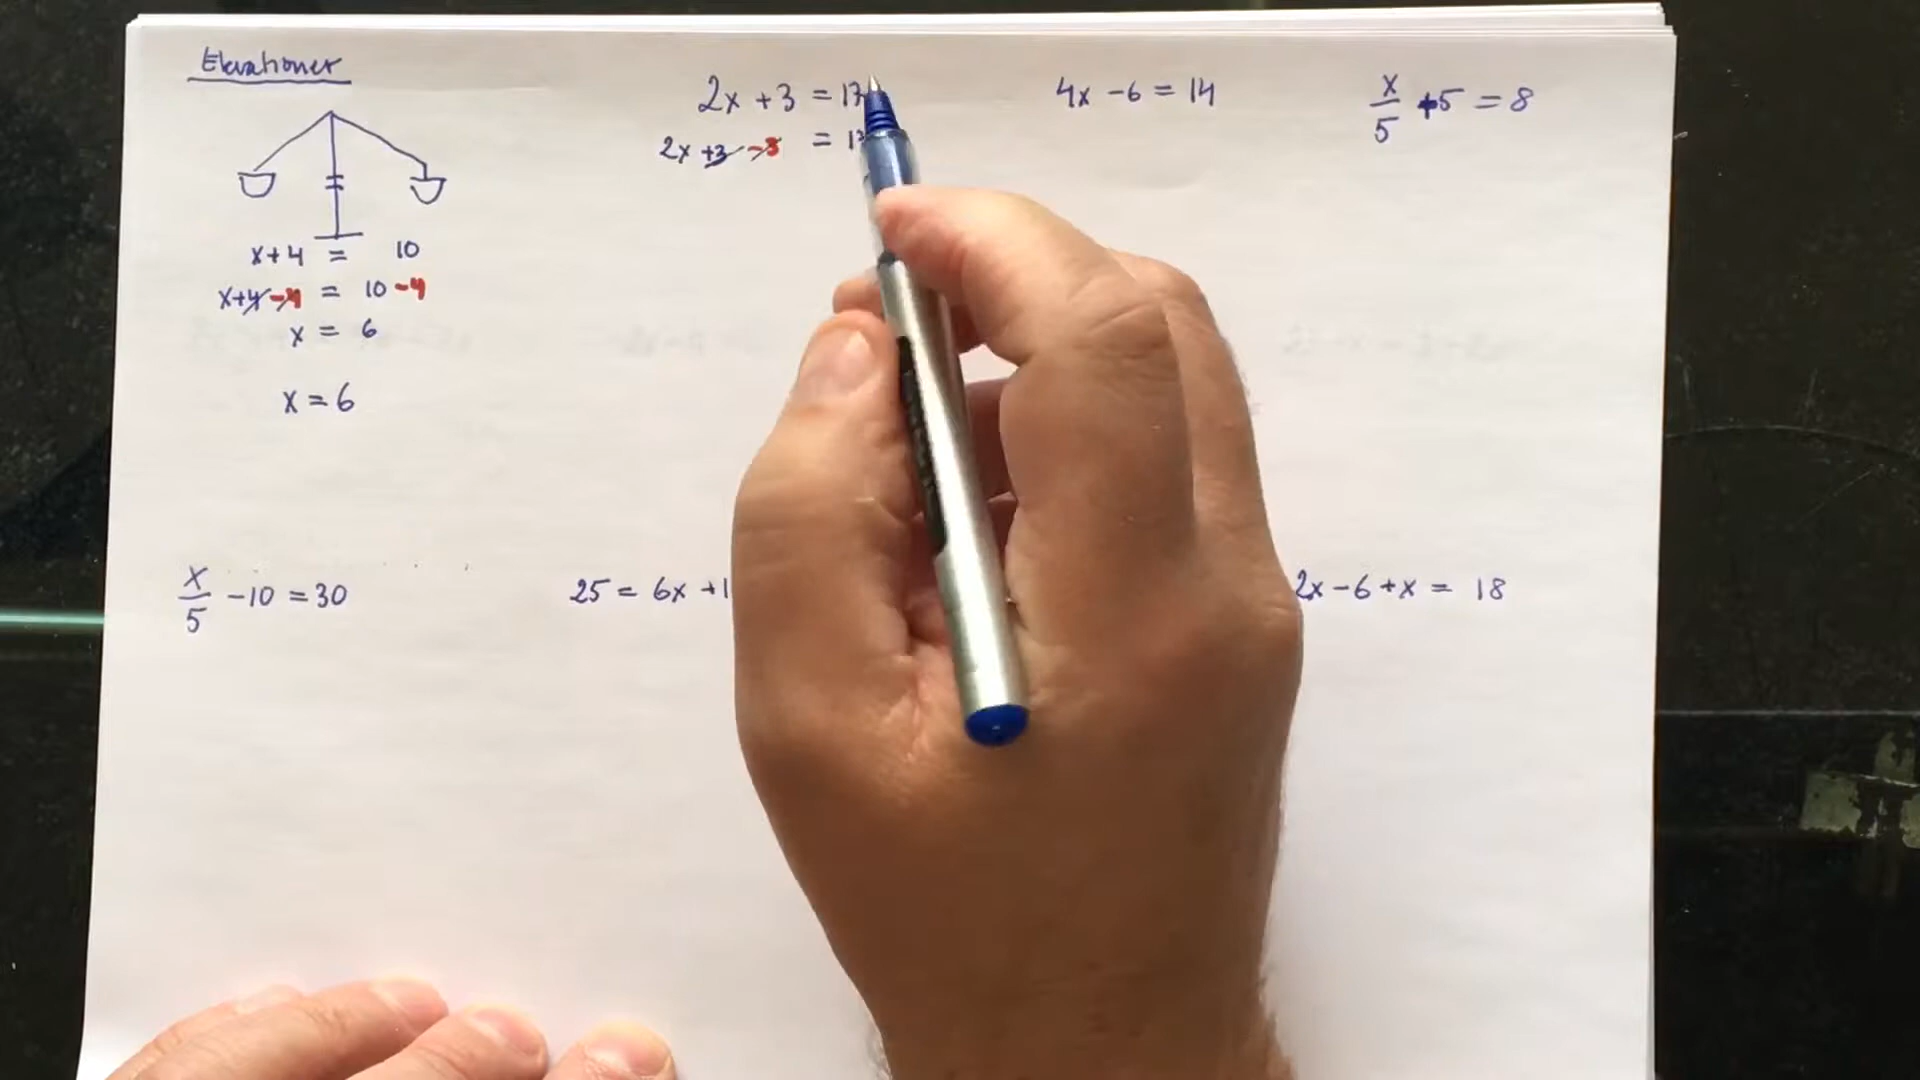 Ekvationer
x+4 = 10
x+4-4 = 10-4
x = 6
x = 6
2x +3 = 13
2x +3 -3 =
4x -6 = 14
x/5 +5 = 8
x/5 -10 = 30
25 = 6x +1
2x -6 +x = 18